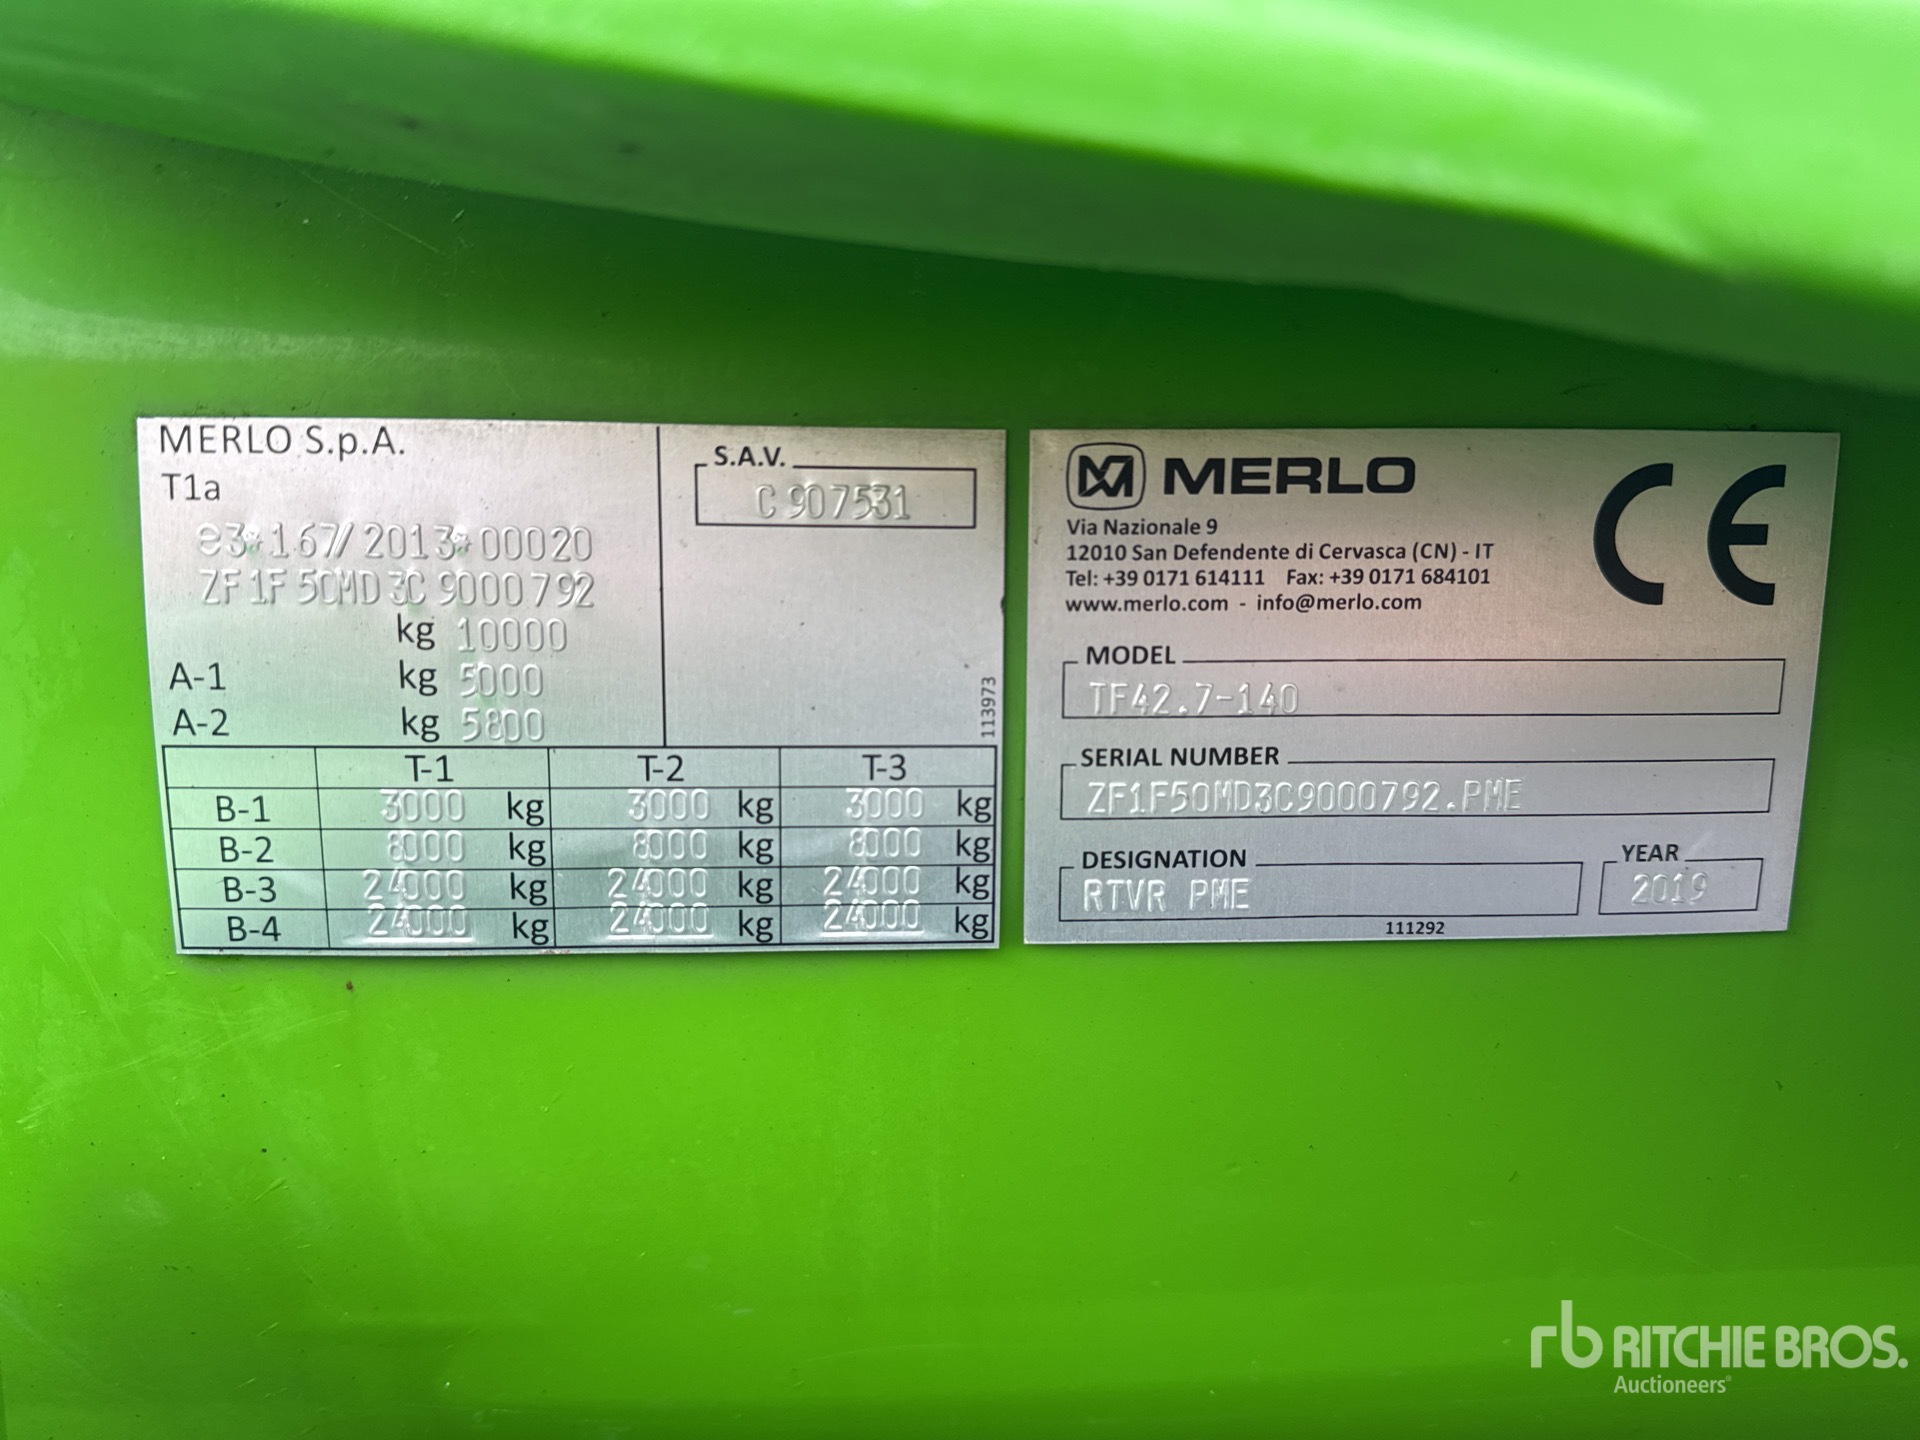 MERLO S.p.A.
T1a
e3*167/2013*00020
ZF1F50MD3C9000792
kg 10000
A-1 kg 5000
A-2 kg 5800
S.A.V.
C 907531
113973
T-1 T-2 T-3
B-1 3000 kg 3000 kg 3000 kg
B-2 8000 kg 8000 kg 8000 kg
B-3 24000 kg 24000 kg 24000 kg
B-4 24000 kg 24000 kg 24000 kg
MERLO CE
Via Nazionale 9
12010 San Defendente di Cervasca (CN) - IT
Tel: +39 0171 614111 Fax: +39 0171 684101
www.merlo.com - info@merlo.com
MODEL
TF42.7-140
SERIAL NUMBER
ZF1F50MD3C9000792.PME
DESIGNATION YEAR
RTVR PME 2019
111292
rb RITCHIE BROS.
Auctioneers